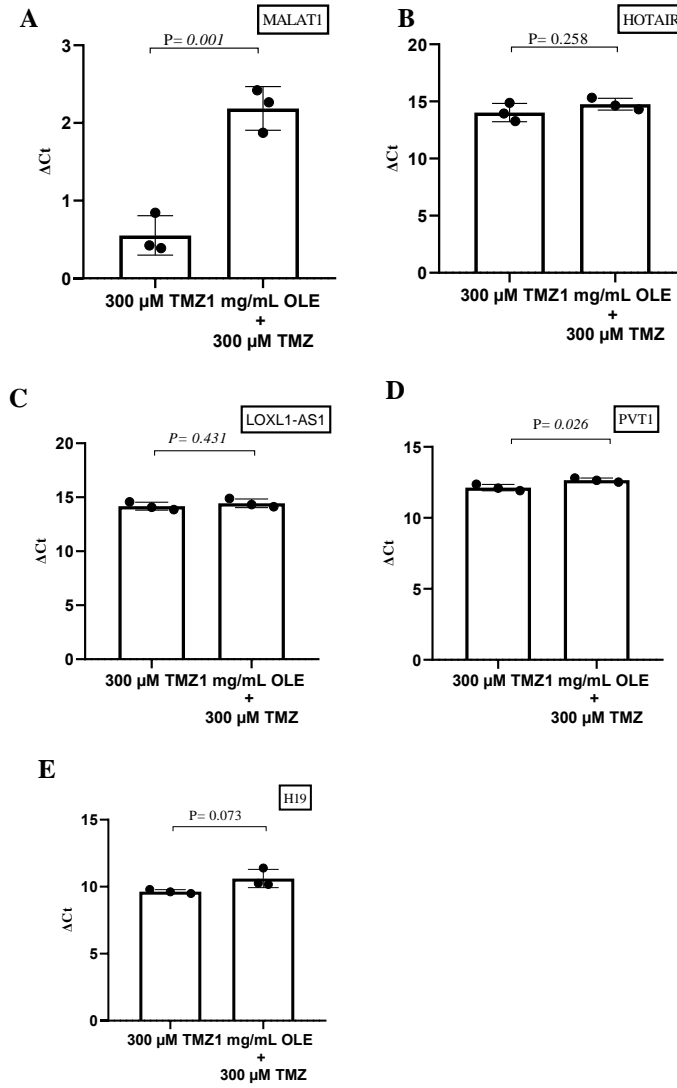 A
MALAT1
P= 0.001
3
2
1
0
ΔCt
300 µM TMZ
1 mg/mL OLE
+
300 µM TMZ
B
HOTAIR
P= 0.258
20
15
10
5
0
ΔCt
300 µM TMZ
1 mg/mL OLE
+
300 µM TMZ
C
LOXL1-AS1
P= 0.431
20
15
10
5
0
ΔCt
300 µM TMZ
1 mg/mL OLE
+
300 µM TMZ
D
PVT1
P= 0.026
15
10
5
0
ΔCt
300 µM TMZ
1 mg/mL OLE
+
300 µM TMZ
E
H19
P= 0.073
15
10
5
0
ΔCt
300 µM TMZ
1 mg/mL OLE
+
300 µM TMZ